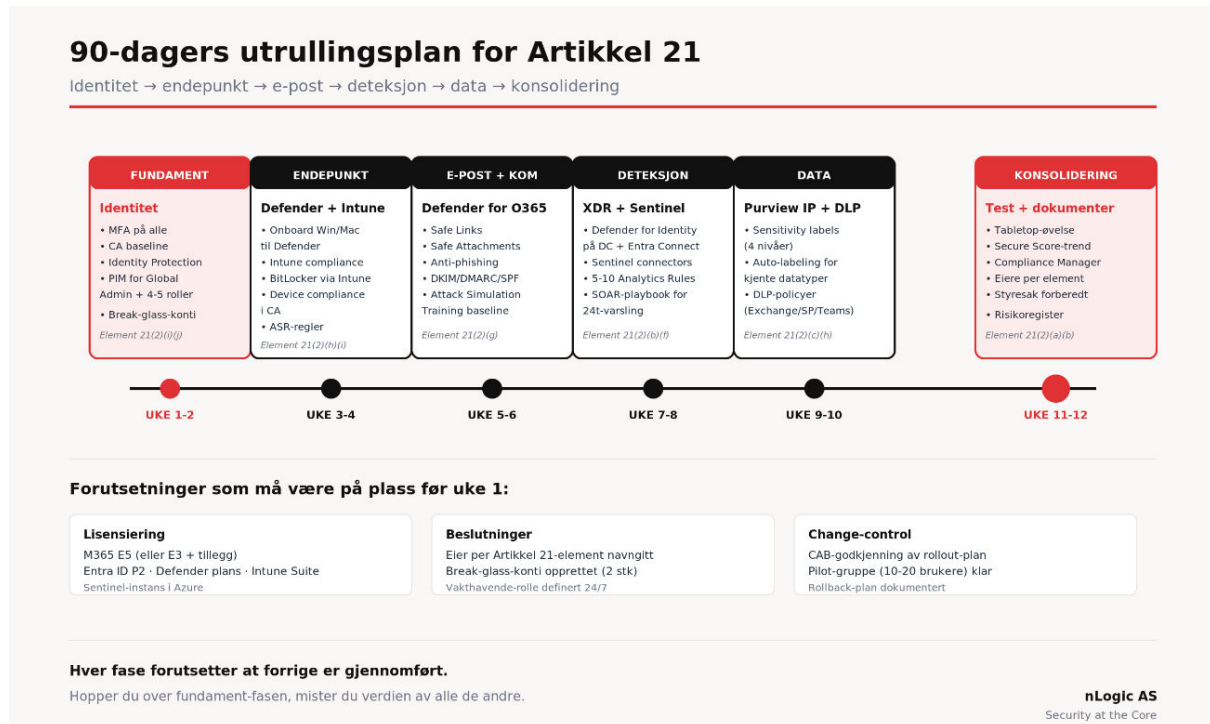 90-dagers utrullingsplan for Artikkel 21
Identitet → endepunkt → e-post → deteksjon → data → konsolidering
FUNDAMENT
Identitet
• MFA på alle
• CA baseline
• Identity Protection
• PIM for Global
Admin + 4-5 roller
• Break-glass-konti
Element 21(2)(i)(j)
ENDEPUNKT
Defender + Intune
• Onboard Win/Mac
til Defender
• Intune compliance
• BitLocker via Intune
• Device compliance
i CA
• ASR-regler
Element 21(2)(h)(i)
E-POST + KOM
Defender for O365
• Safe Links
• Safe Attachments
• Anti-phishing
• DKIM/DMARC/SPF
• Attack Simulation
Training baseline
Element 21(2)(g)
DETEKSJON
XDR + Sentinel
• Defender for Identity
på DC + Entra Connect
• Sentinel connectors
• 5-10 Analytics Rules
• SOAR-playbook for
24t-varsling
Element 21(2)(b)(f)
DATA
Purview IP + DLP
• Sensitivity labels
(4 nivåer)
• Auto-labeling for
kjente datatyper
• DLP-policyer
(Exchange/SP/Teams)
Element 21(2)(c)(h)
KONSOLIDERING
Test + dokumenter
• Tabletop-øvelse
• Secure Score-trend
• Compliance Manager
• Eiere per element
• Styresak forberedt
• Risikoregister
Element 21(2)(a)(b)
UKE 1-2
UKE 3-4
UKE 5-6
UKE 7-8
UKE 9-10
UKE 11-12
Forutsetninger som må være på plass før uke 1:
Lisensiering
M365 E5 (eller E3 + tillegg)
Entra ID P2 · Defender plans · Intune Suite
Sentinel-instans i Azure
Beslutninger
Eier per Artikkel 21-element navngitt
Break-glass-konti opprettet (2 stk)
Vakthavende-rolle definert 24/7
Change-control
CAB-godkjenning av rollout-plan
Pilot-gruppe (10-20 brukere) klar
Rollback-plan dokumentert
Hver fase forutsetter at forrige er gjennomført.
Hopper du over fundament-fasen, mister du verdien av alle de andre.
nLogic AS
Security at the Core